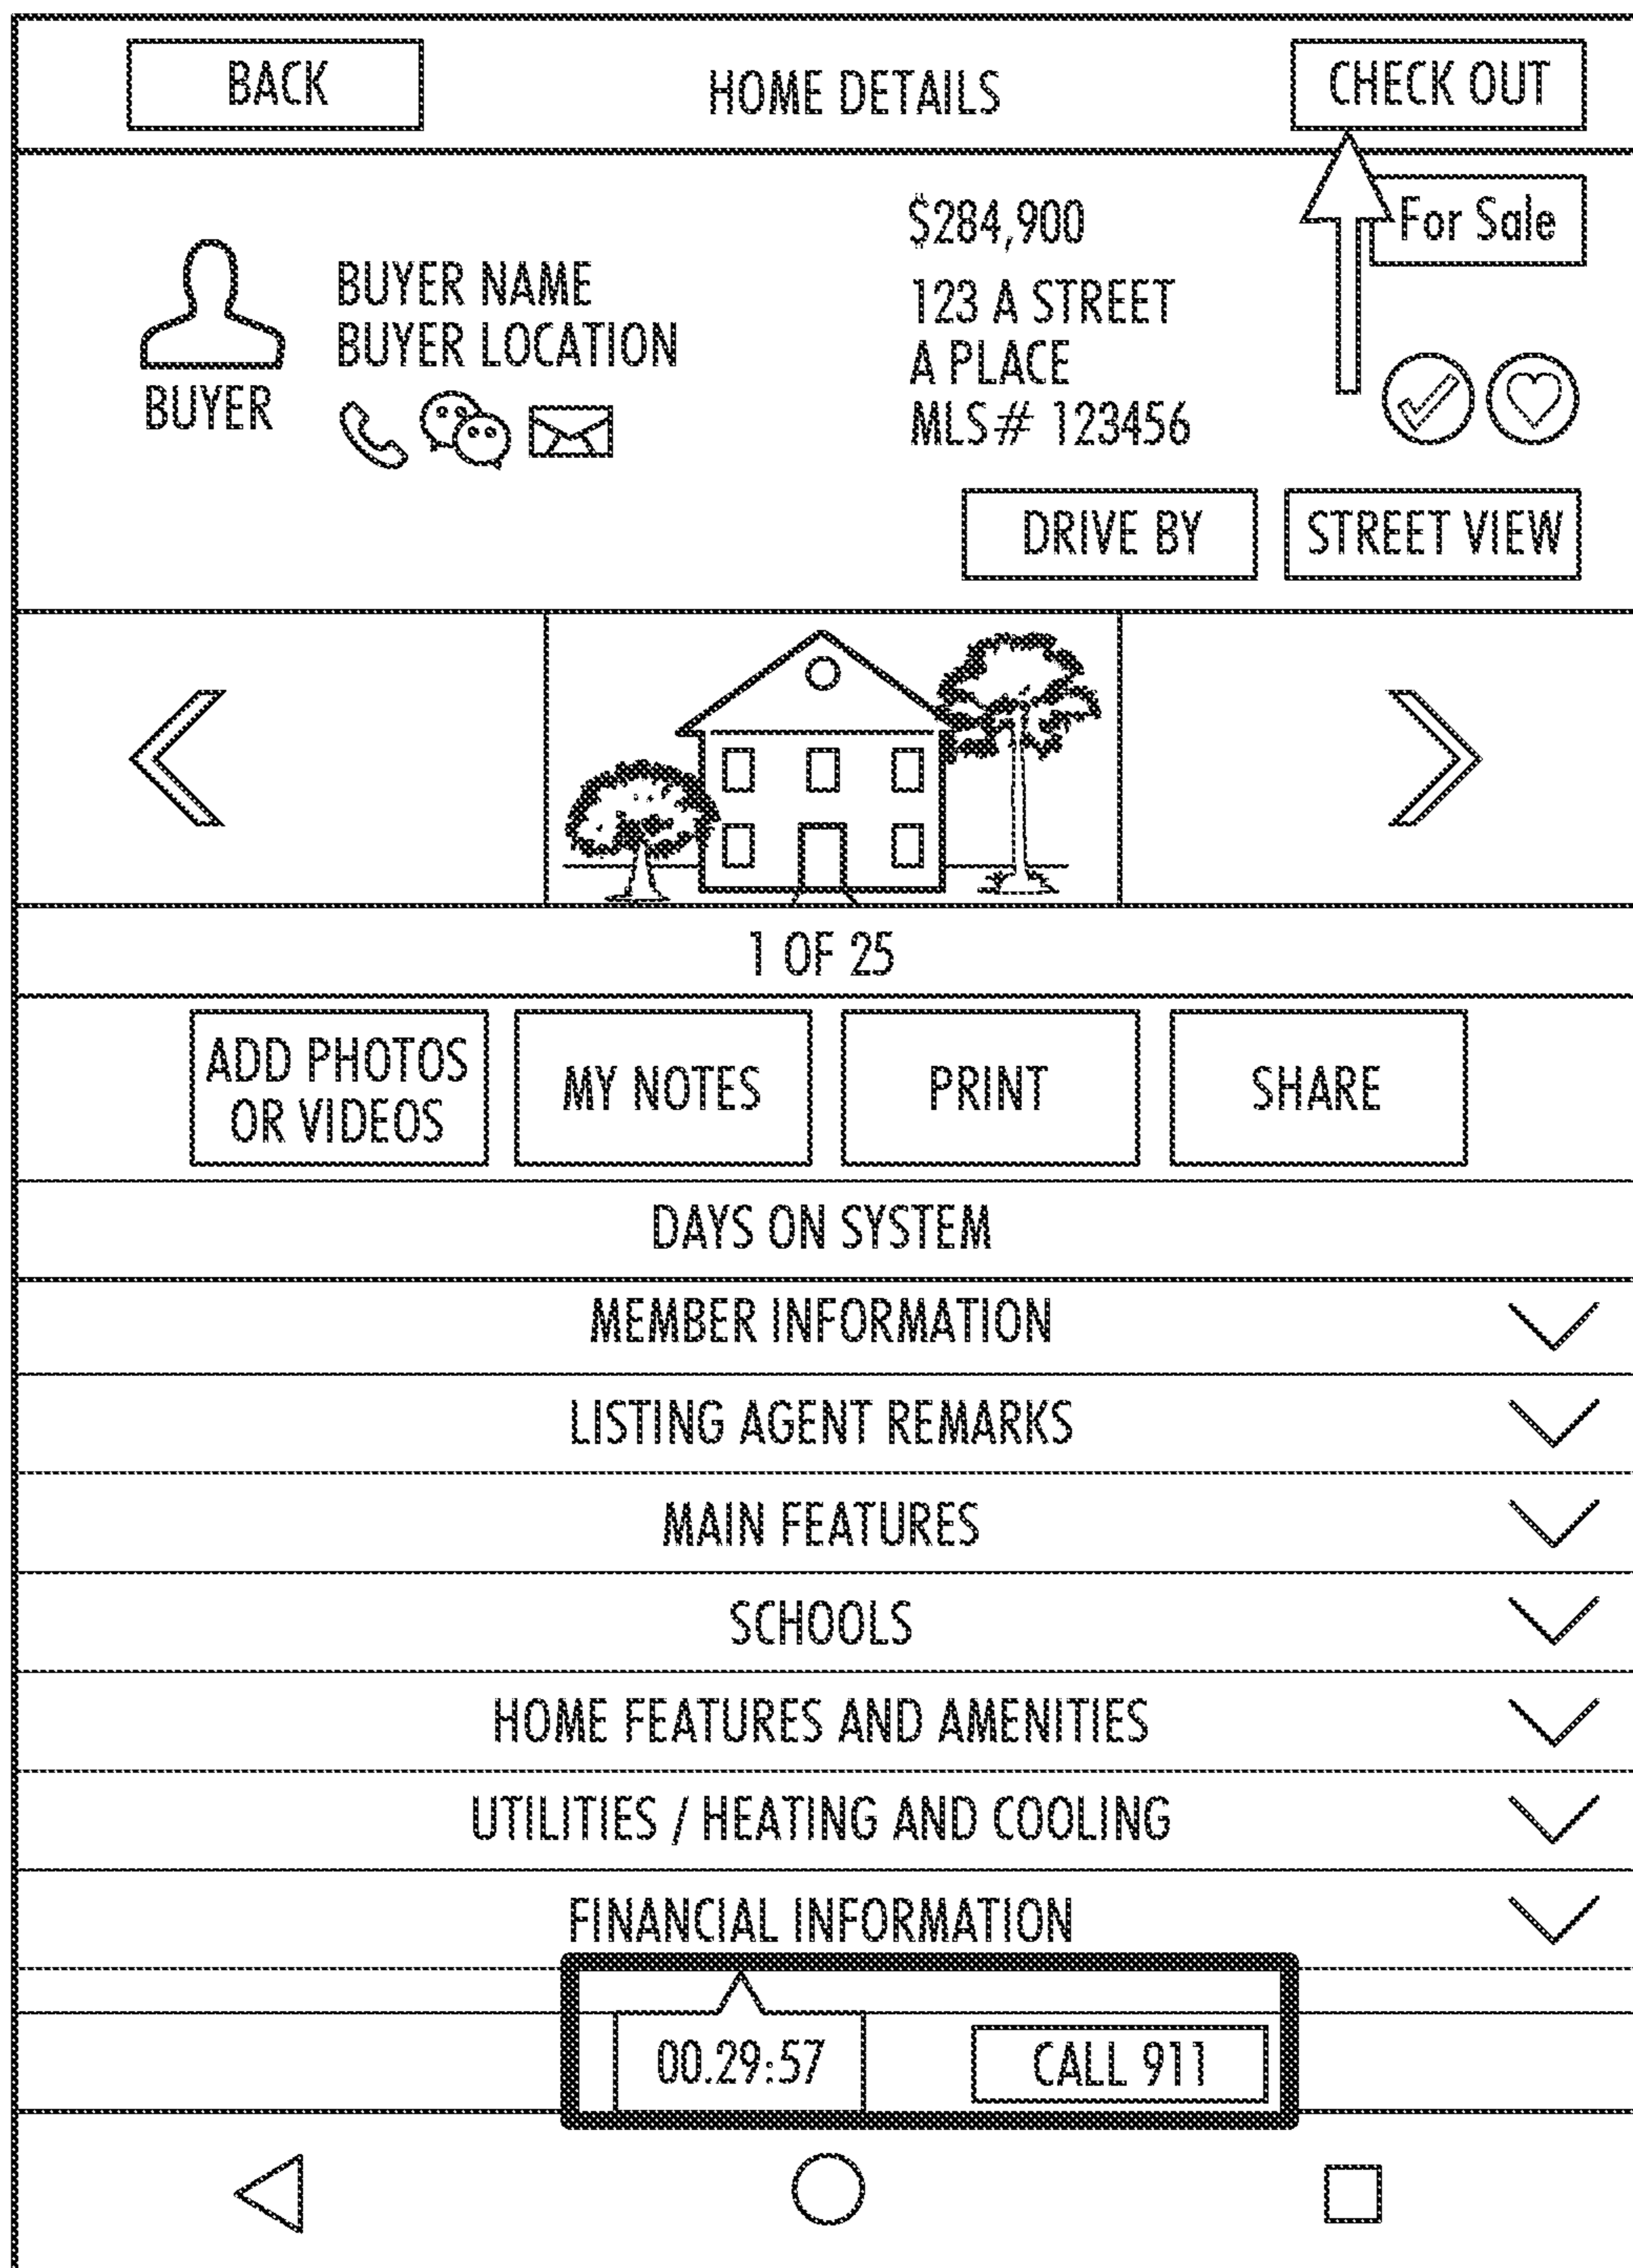 BACK
HOME DETAILS
CHECK OUT
$284,900
For Sale
BUYER NAME
BUYER LOCATION
BUYER
123 A STREET
A PLACE
MLS# 123456
DRIVE BY
STREET VIEW
1 OF 25
ADD PHOTOS
OR VIDEOS
MY NOTES
PRINT
SHARE
DAYS ON SYSTEM
MEMBER INFORMATION
LISTING AGENT REMARKS
MAIN FEATURES
SCHOOLS
HOME FEATURES AND AMENITIES
UTILITIES / HEATING AND COOLING
FINANCIAL INFORMATION
00.29:57
CALL 911